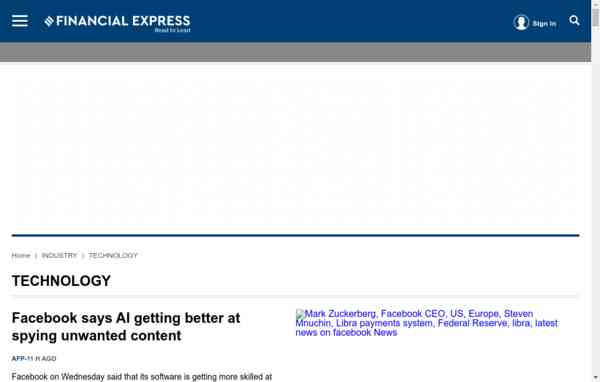 FINANCIAL EXPRESS
Read to Lead
Sign In
Home | INDUSTRY | TECHNOLOGY
TECHNOLOGY
Facebook says AI getting better at
spying unwanted content
AFP-11 H AGO
Facebook on Wednesday said that its software is getting more skilled at
Mark Zuckerberg, Facebook CEO, US, Europe, Steven
Mnuchin, Libra payments system, Federal Reserve, libra, latest
news on facebook News